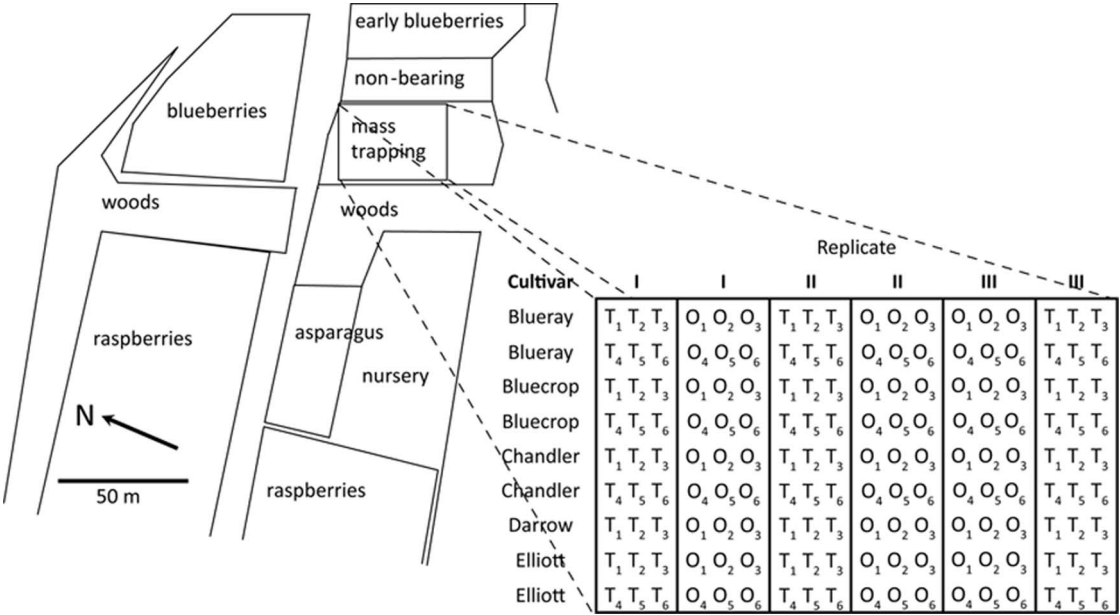 early blueberries
non-bearing
blueberries
mass
trapping
woods
woods
raspberries
asparagus
nursery
N
50 m
raspberries
Replicate
Cultivar I I II II III III
Blueray T1 T2 T3 O1 O2 O3 T1 T2 T3 O1 O2 O3 O1 O2 O3 T1 T2 T3
Blueray T4 T5 T6 O4 O5 O6 T4 T5 T6 O4 O5 O6 O4 O5 O6 T4 T5 T6
Bluecrop T1 T2 T3 O1 O2 O3 T1 T2 T3 O1 O2 O3 O1 O2 O3 T1 T2 T3
Bluecrop T4 T5 T6 O4 O5 O6 T4 T5 T6 O4 O5 O6 O4 O5 O6 T4 T5 T6
Chandler T1 T2 T3 O1 O2 O3 T1 T2 T3 O1 O2 O3 O1 O2 O3 T1 T2 T3
Chandler T4 T5 T6 O4 O5 O6 T4 T5 T6 O4 O5 O6 O4 O5 O6 T4 T5 T6
Darrow T1 T2 T3 O1 O2 O3 T1 T2 T3 O1 O2 O3 O1 O2 O3 T1 T2 T3
Elliott T1 T2 T3 O1 O2 O3 T1 T2 T3 O1 O2 O3 O1 O2 O3 T1 T2 T3
Elliott T4 T5 T6 O4 O5 O6 T4 T5 T6 O4 O5 O6 O4 O5 O6 T4 T5 T6